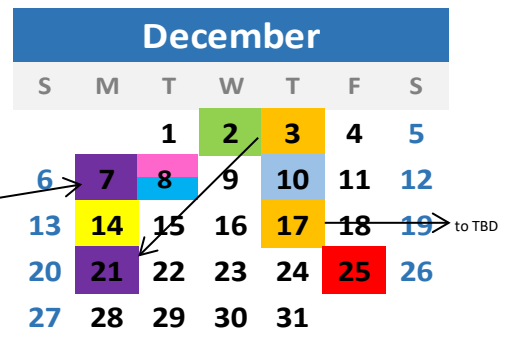 December
S M T W T F S
1 2 3 4 5
6 7 8 9 10 11 12
13 14 15 16 17 18 19 to TBD
20 21 22 23 24 25 26
27 28 29 30 31